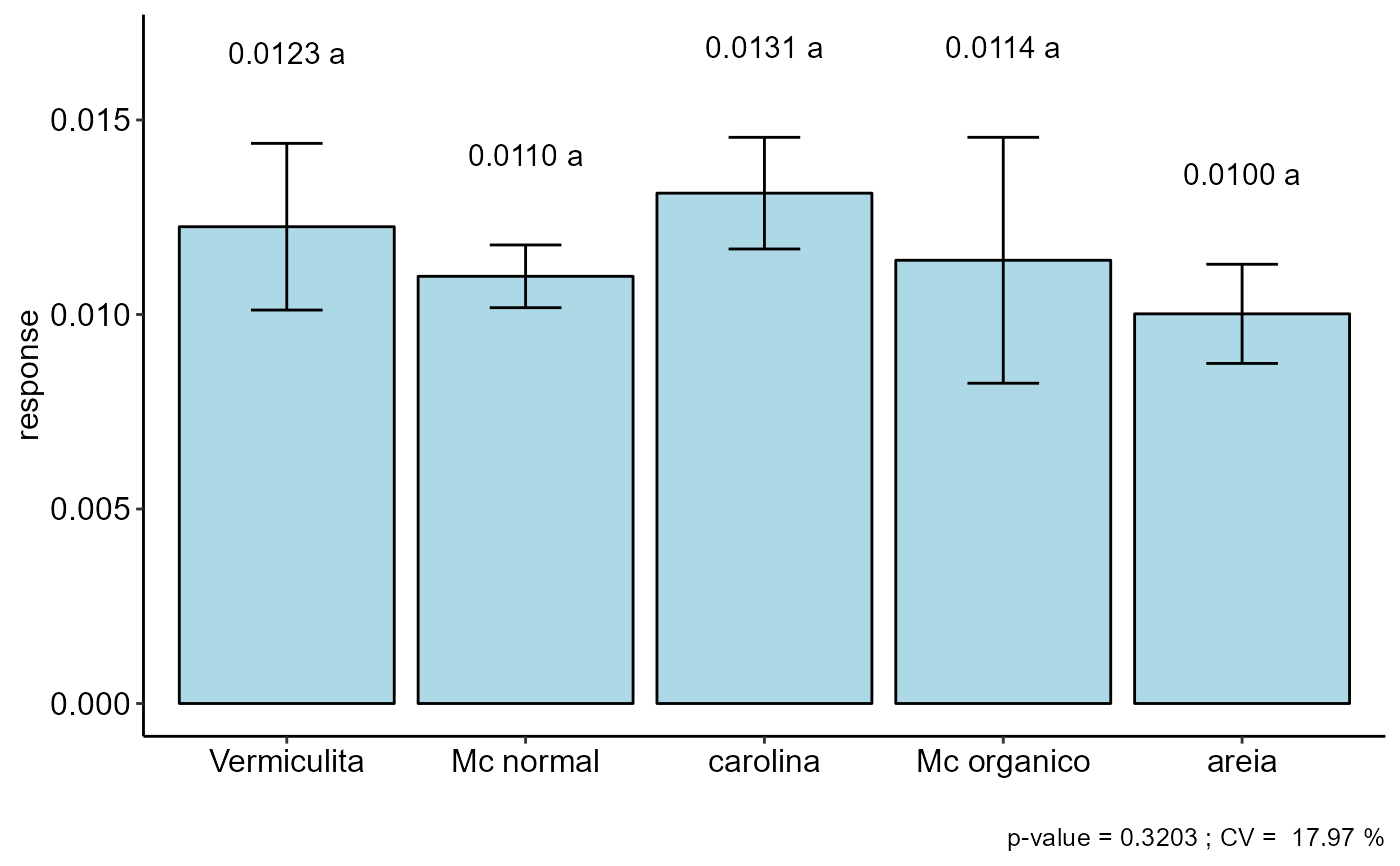 0.0123 a
0.0110 a
0.0131 a
0.0114 a
0.0100 a
response
0.015
0.010
0.005
0.000
Vermiculita
Mc normal
carolina
Mc organico
areia
p-value = 0.3203 ; CV =  17.97 %